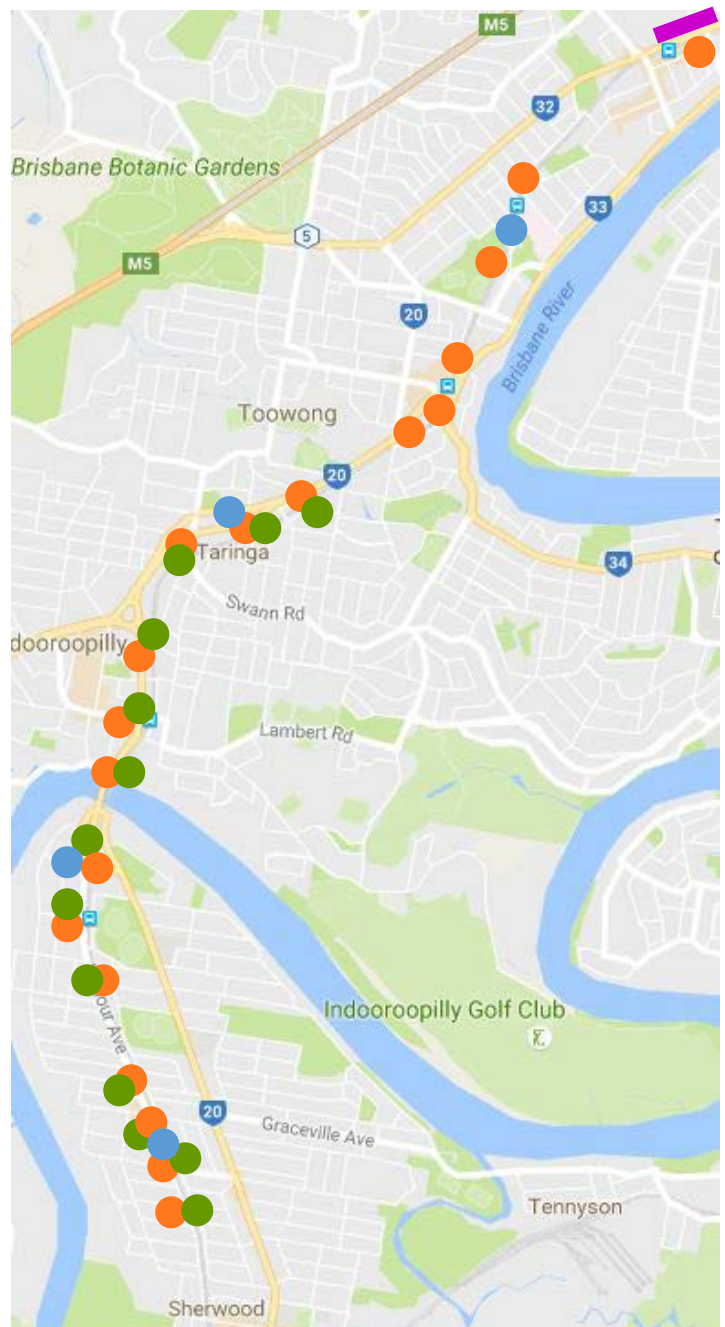 M5
32
Brisbane Botanic Gardens
33
5
M5
20
Brisbane River
Toowong
20
Taringa
34
Swann Rd
dooroopilly
Lambert Rd
Indooroopilly Golf Club
our Ave
20
Graceville Ave
Tennyson
Sherwood